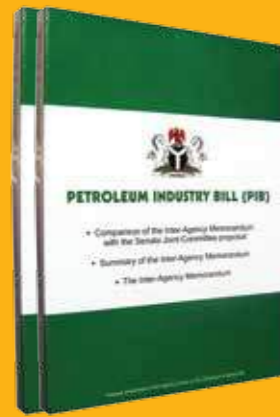 PETROLEUM INDUSTRY BILL (PIB)
• Comparison of the Inter-Agency Memorandum
with the Senate Joint Committee proposal
• Summary of the Inter-Agency Memorandum
• The Inter-Agency Memorandum